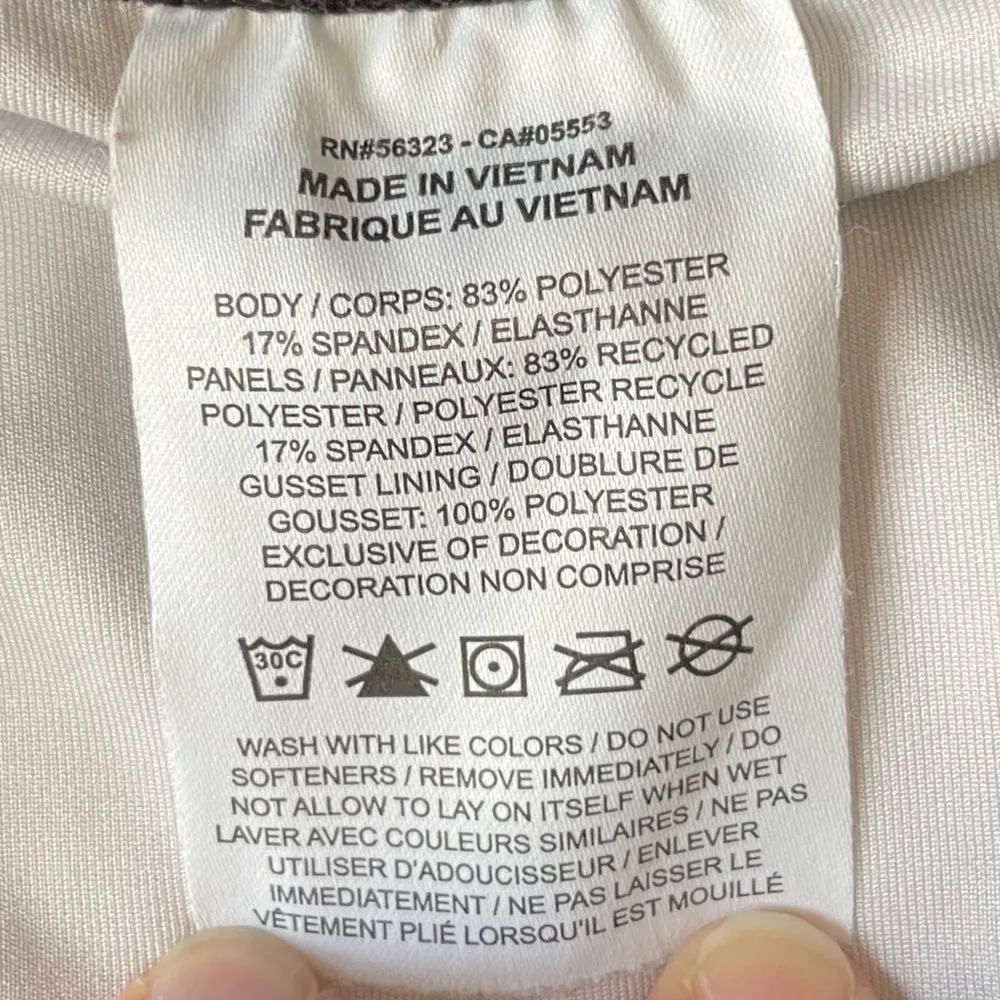 RN#56323 - CA#05553
MADE IN VIETNAM
FABRIQUE AU VIETNAM
BODY / CORPS: 83% POLYESTER
17% SPANDEX / ELASTHANNE
PANELS / PANNEAUX: 83% RECYCLED
POLYESTER / POLYESTER RECYCLE
17% SPANDEX / ELASTHANNE
GUSSET LINING / DOUBLURE DE
GOUSSET: 100% POLYESTER
EXCLUSIVE OF DECORATION /
DECORATION NON COMPRISE
30C
WASH WITH LIKE COLORS / DO NOT USE
SOFTENERS / REMOVE IMMEDIATELY / DO
NOT ALLOW TO LAY ON ITSELF WHEN WET
LAVER AVEC COULEURS SIMILAIRES / NE PAS
UTILISER D'ADOUCISSEUR / ENLEVER
IMMEDIATEMENT / NE PAS LAISSER LE
VÊTEMENT PLIÉ LORSQU'IL EST MOUILLÉ